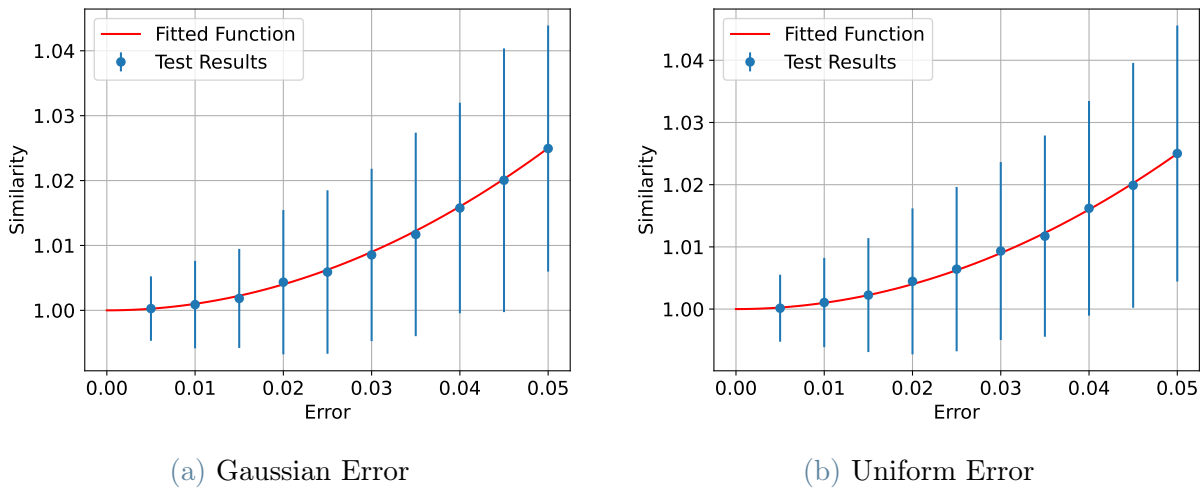 Fitted Function
Test Results
1.04
1.03
1.02
1.01
1.00
Similarity
0.00 0.01 0.02 0.03 0.04 0.05
Error
(a) Gaussian Error
Fitted Function
Test Results
1.04
1.03
1.02
1.01
1.00
Similarity
0.00 0.01 0.02 0.03 0.04 0.05
Error
(b) Uniform Error